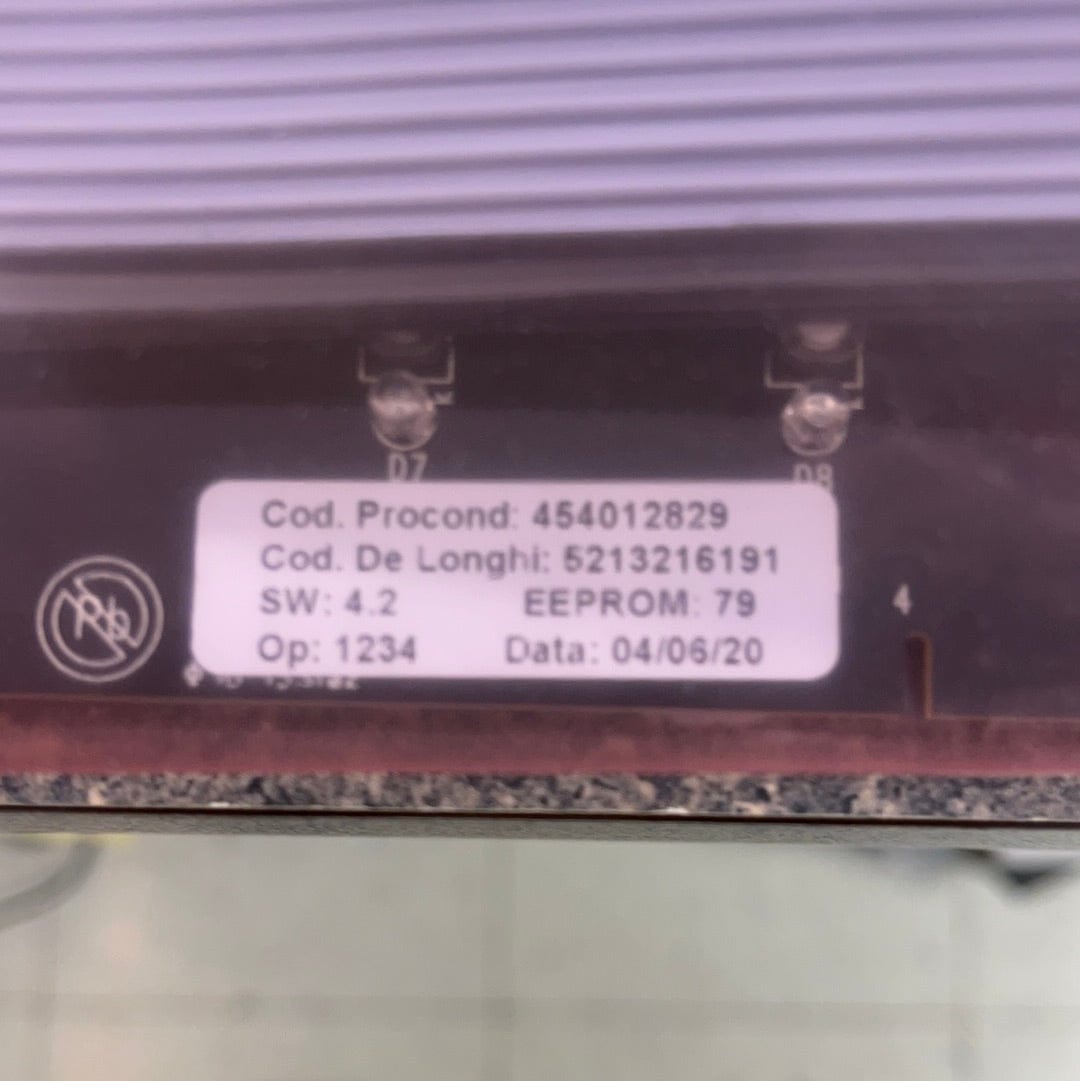 D7
D8
Cod. Procond: 454012829
Cod. De Longhi: 5213216191
SW: 4.2 EEPROM: 79
4
Op: 1234 Data: 04/06/20